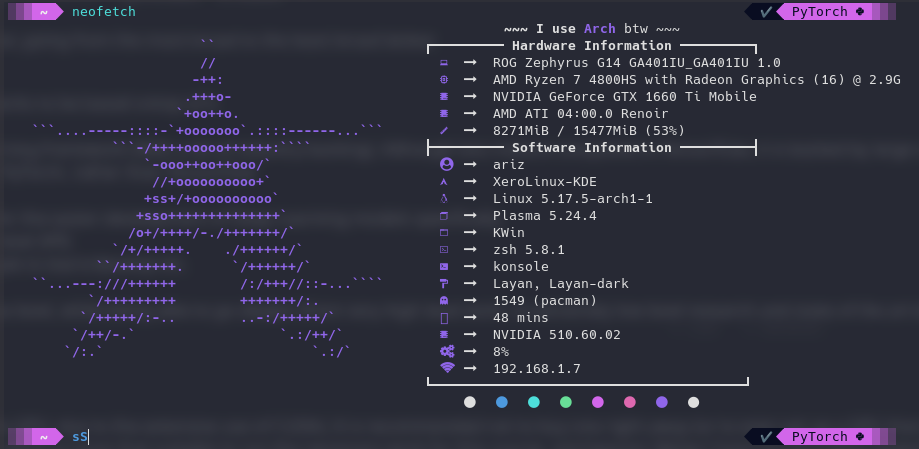 ~ neofetch PyTorch
~~~ I use Arch btw ~~~
Hardware Information
ROG Zephyrus G14 GA401IU_GA401IU 1.0
AMD Ryzen 7 4800HS with Radeon Graphics (16) @ 2.9G
NVIDIA GeForce GTX 1660 Ti Mobile
AMD ATI 04:00.0 Renoir
8271MiB / 15477MiB (53%)
Software Information
ariz
XeroLinux-KDE
Linux 5.17.5-arch1-1
Plasma 5.24.4
KWin
zsh 5.8.1
konsole
Layan, Layan-dark
1549 (pacman)
48 mins
NVIDIA 510.60.02
8%
192.168.1.7
~ sS PyTorch